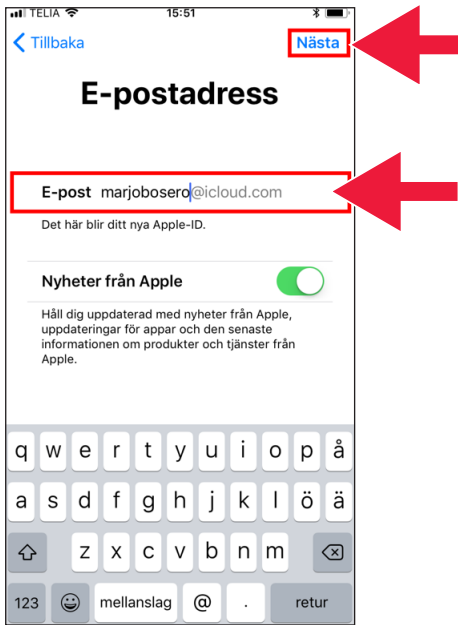 TELIA 15:51
Tillbaka Nästa
E-postadress
E-post marjobosero@icloud.com
Det här blir ditt nya Apple-ID.
Nyheter från Apple
Håll dig uppdaterad med nyheter från Apple,
uppdateringar för appar och den senaste
informationen om produkter och tjänster från
Apple.
q w e r t y u i o p å
a s d f g h j k l ö ä
z x c v b n m
123 mellanslag @ . retur